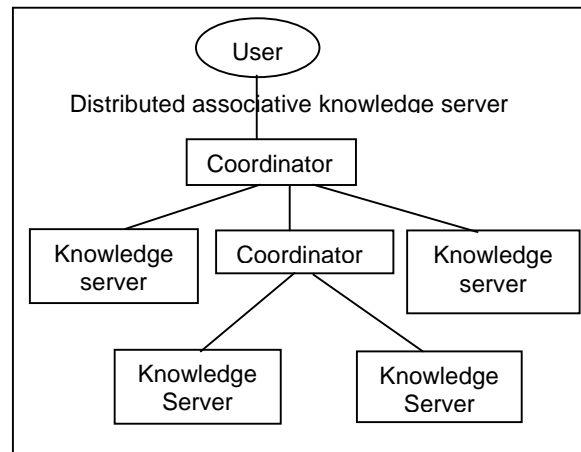 User
Distributed associative knowledge server
Coordinator
Knowledge
server
Coordinator
Knowledge
server
Knowledge
Server
Knowledge
Server